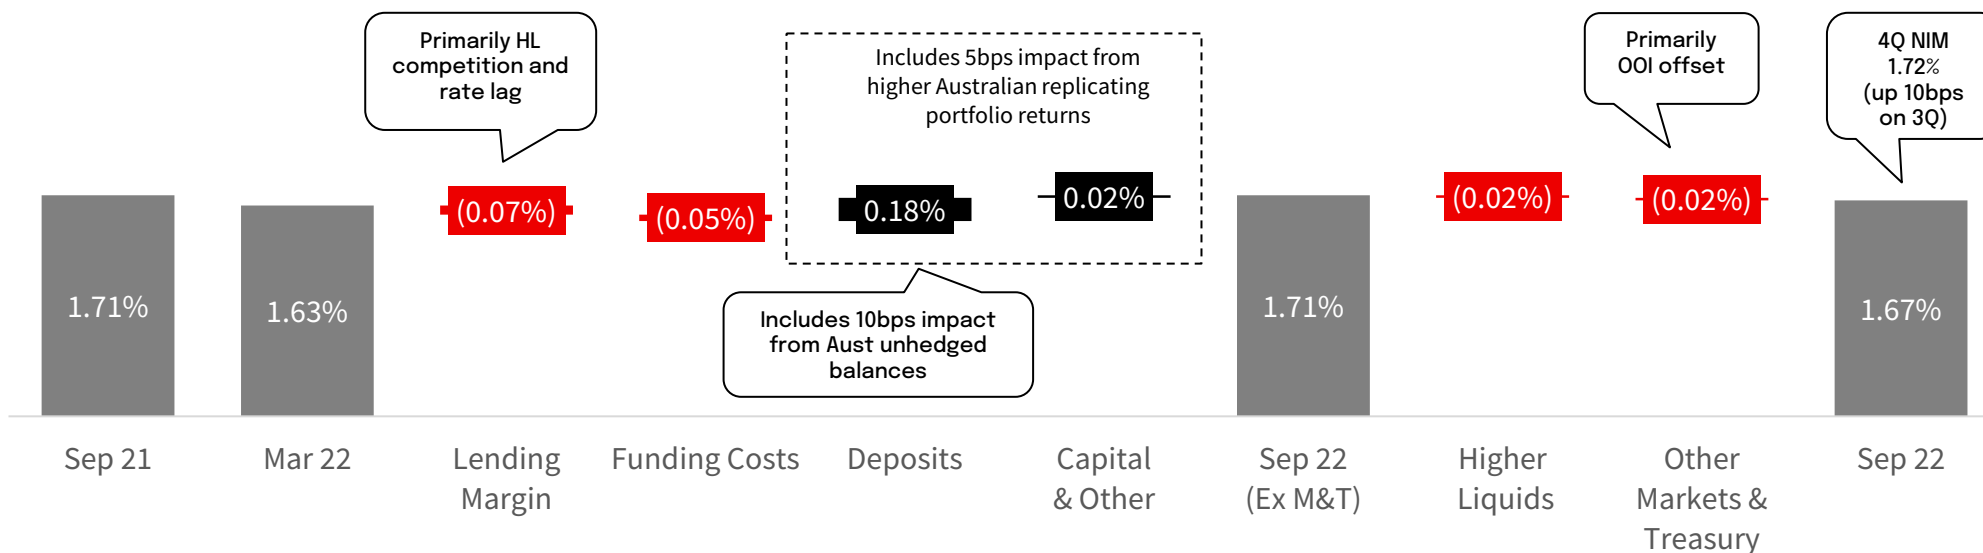 Primarily HL
competition and
rate lag
Includes 5bps impact from
higher Australian replicating
portfolio returns
Primarily
OOI offset
4Q NIM
1.72%
(up 10bps
on 3Q)
1.71%
1.63%
(0.07%)
(0.05%)
0.18%
0.02%
1.71%
(0.02%)
(0.02%)
1.67%
Includes 10bps impact
from Aust unhedged
balances
Sep 21
Mar 22
Lending
Margin
Funding Costs
Deposits
Capital
& Other
Sep 22
(Ex M&T)
Higher
Liquids
Other
Markets &
Treasury
Sep 22